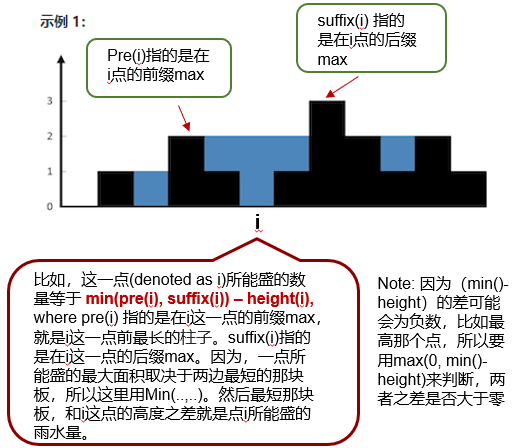 示例 1：
Pre(i)指的是在
i点的前缀max
suffix(i) 指的
是在i点的后缀
max
3
2
1
0
i
比如，这一点(denoted as i)所能盛的数
量等于 min(pre(i), suffix(i)) – height(i),
where pre(i) 指的是在i这一点的前缀max，
就是i这一点前最长的柱子。suffix(i)指的
是在i这一点的后缀max。因为，一点所
能盛的最大面积取决于两边最短的那块
板，所以这里用Min(..,..)。然后最短那块
板，和i这点的高度之差就是点i所能盛的
雨水量。
Note: 因为（min()-
height）的差可能
会为负数，比如最
高那个点，所以要
用max(0, min()-
height)来判断，两
者之差是否大于零